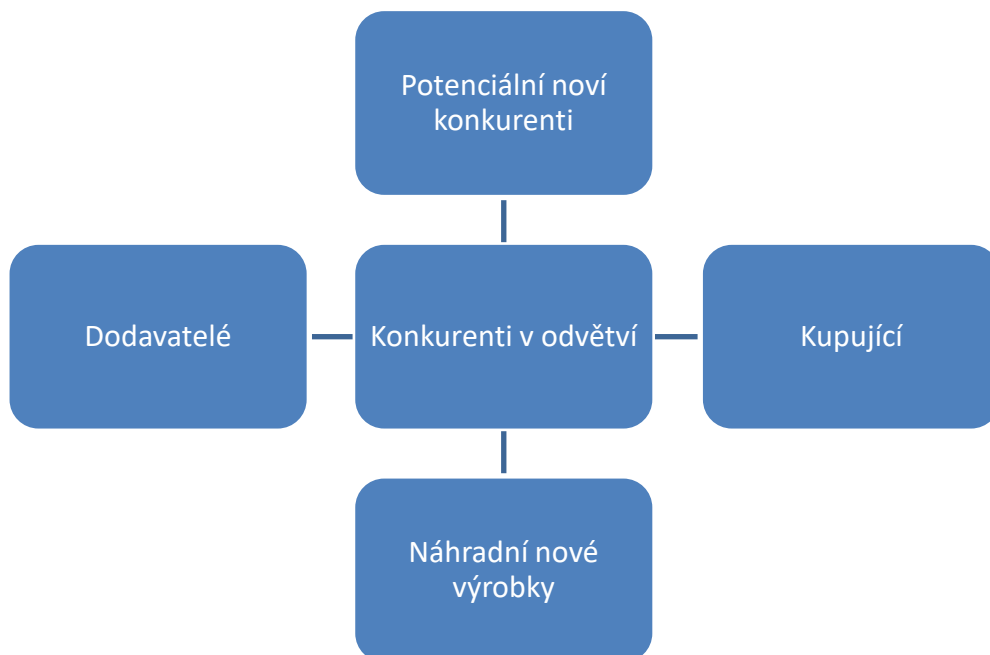 Potenciální noví
konkurenti
Dodavatelé
Konkurenti v odvětví
Kupující
Náhradní nové
výrobky